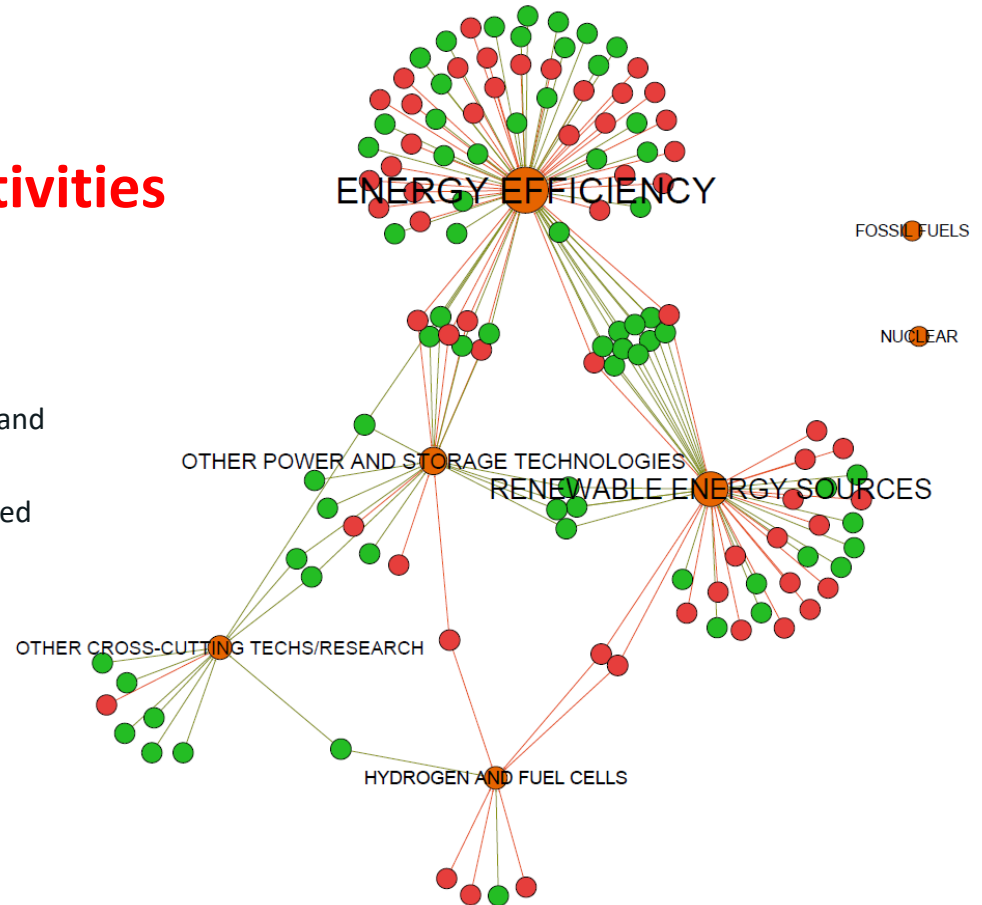 ENERGY EFFICIENCY
tivities
FOSSIL FUELS
NUCLEAR
and
OTHER POWER AND STORAGE TECHNOLOGIES
RENEWABLE ENERGY SOURCES
ed
OTHER CROSS-CUTTING TECHS/RESEARCH
HYDROGEN AND FUEL CELLS